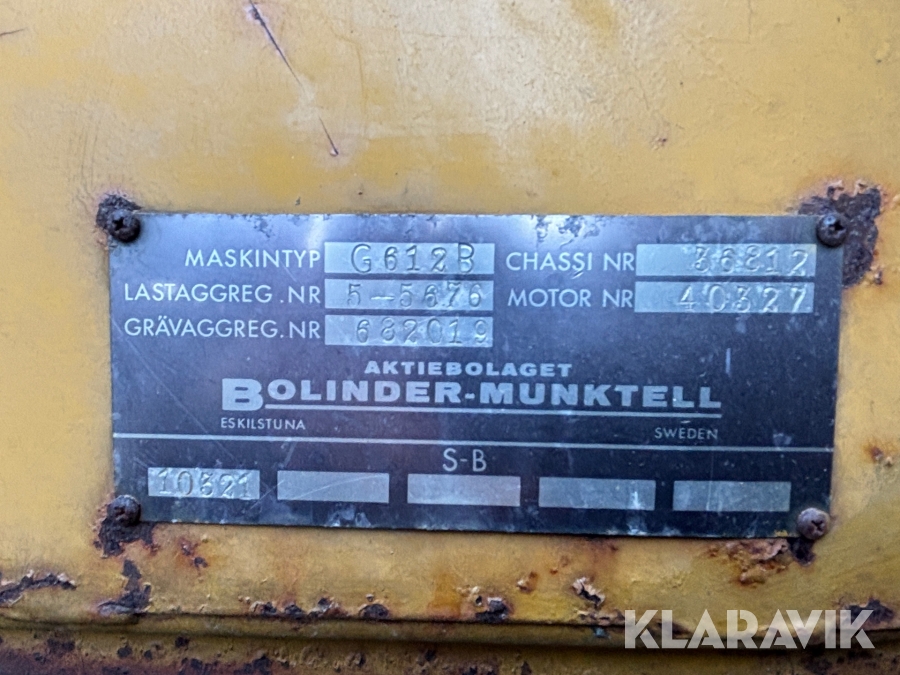 MASKINTYP G612B CHASSI NR 36812
LASTAGGREG.NR 5-5676 MOTOR NR 40327
GRÄVAGGREG.NR 682019
AKTIEBOLAGET
BOLINDER-MUNKTELL
ESKILSTUNA SWEDEN
S-B
10621
KLARAVIK